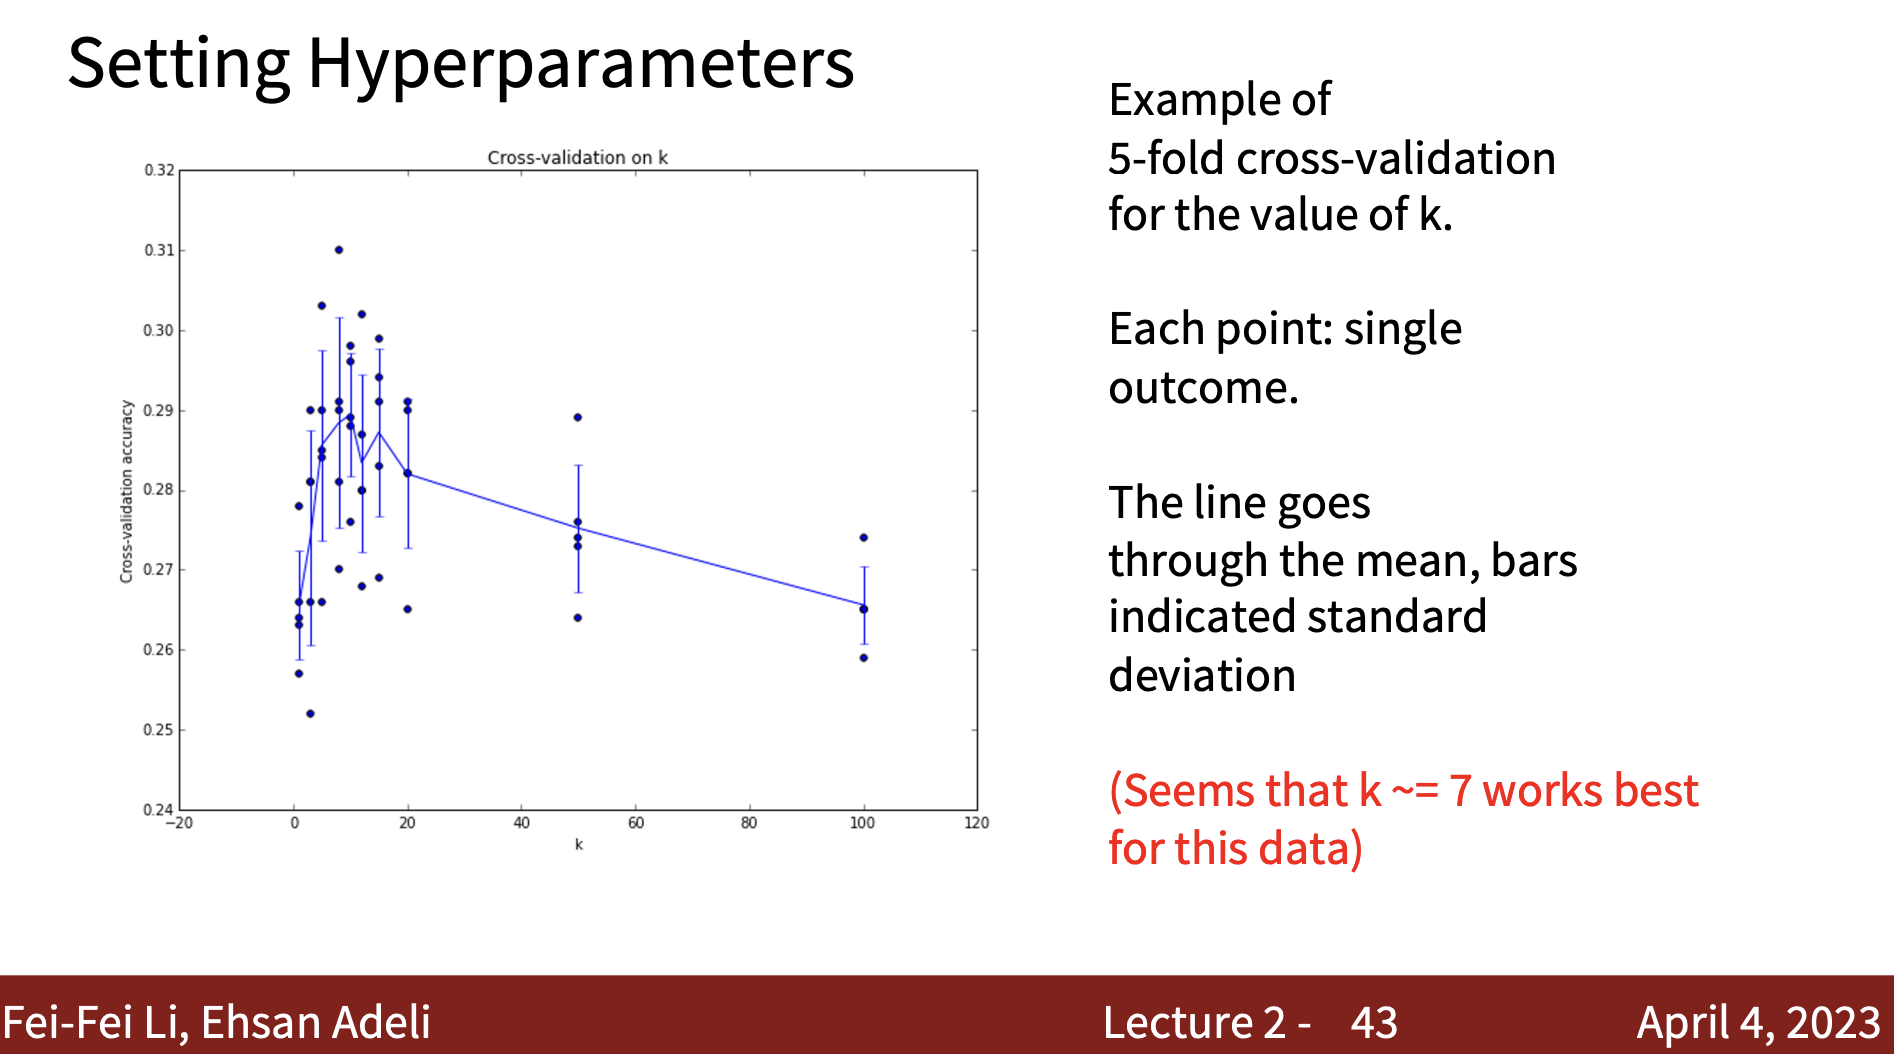 Setting Hyperparameters
Cross-validation on k
0.32
0.31
0.30
0.29
0.28
0.27
0.26
0.25
0.24
Cross-validation accuracy
−20 0 20 40 60 80 100 120
k
Example of
5-fold cross-validation
for the value of k.
Each point: single
outcome.
The line goes
through the mean, bars
indicated standard
deviation
(Seems that k ~= 7 works best
for this data)
Fei-Fei Li, Ehsan Adeli Lecture 2 - 43 April 4, 2023